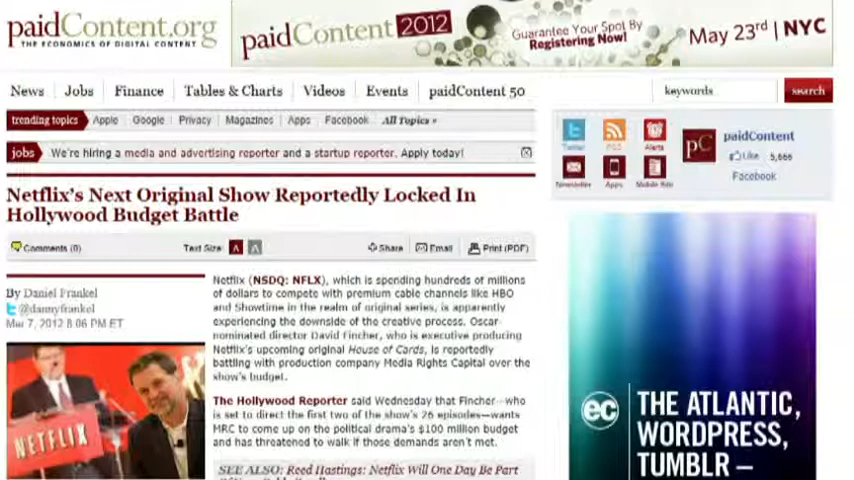 paidContent.org
THE ECONOMICS OF DIGITAL CONTENT
paidContent 2012
Guarantee Your Spot By
Registering Now!
May 23rd | NYC
News Jobs Finance Tables & Charts Videos Events paidContent 50
keywords search
trending topics Apple Google Privacy Magazines Apps Facebook All Topics »
jobs We're hiring a media and advertising reporter and a startup reporter. Apply today!
Twitter RSS Alerts
Newsletter Apps Mobile Site
pC paidContent
Like 5,666
Facebook
Netflix's Next Original Show Reportedly Locked In
Hollywood Budget Battle
Comments (0) Text Size A A Share Email Print (PDF)
By Daniel Frankel
@dannyfrankel
Mar 7, 2012 8:06 PM ET
NETFLIX
Netflix (NSDQ: NFLX), which is spending hundreds of millions
of dollars to compete with premium cable channels like HBO
and Showtime in the realm of original series, is apparently
experiencing the downside of the creative process. Oscar-
nominated director David Fincher, who is executive producing
Netflix's upcoming original House of Cards, is reportedly
battling with production company Media Rights Capital over the
show's budget.
The Hollywood Reporter said Wednesday that Fincher—who
is set to direct the first two of the show's 26 episodes—wants
MRC to come up on the political drama's $100 million budget
and has threatened to walk if those demands aren't met.
SEE ALSO: Reed Hastings: Netflix Will One Day Be Part
ec THE ATLANTIC,
WORDPRESS,
TUMBLR —